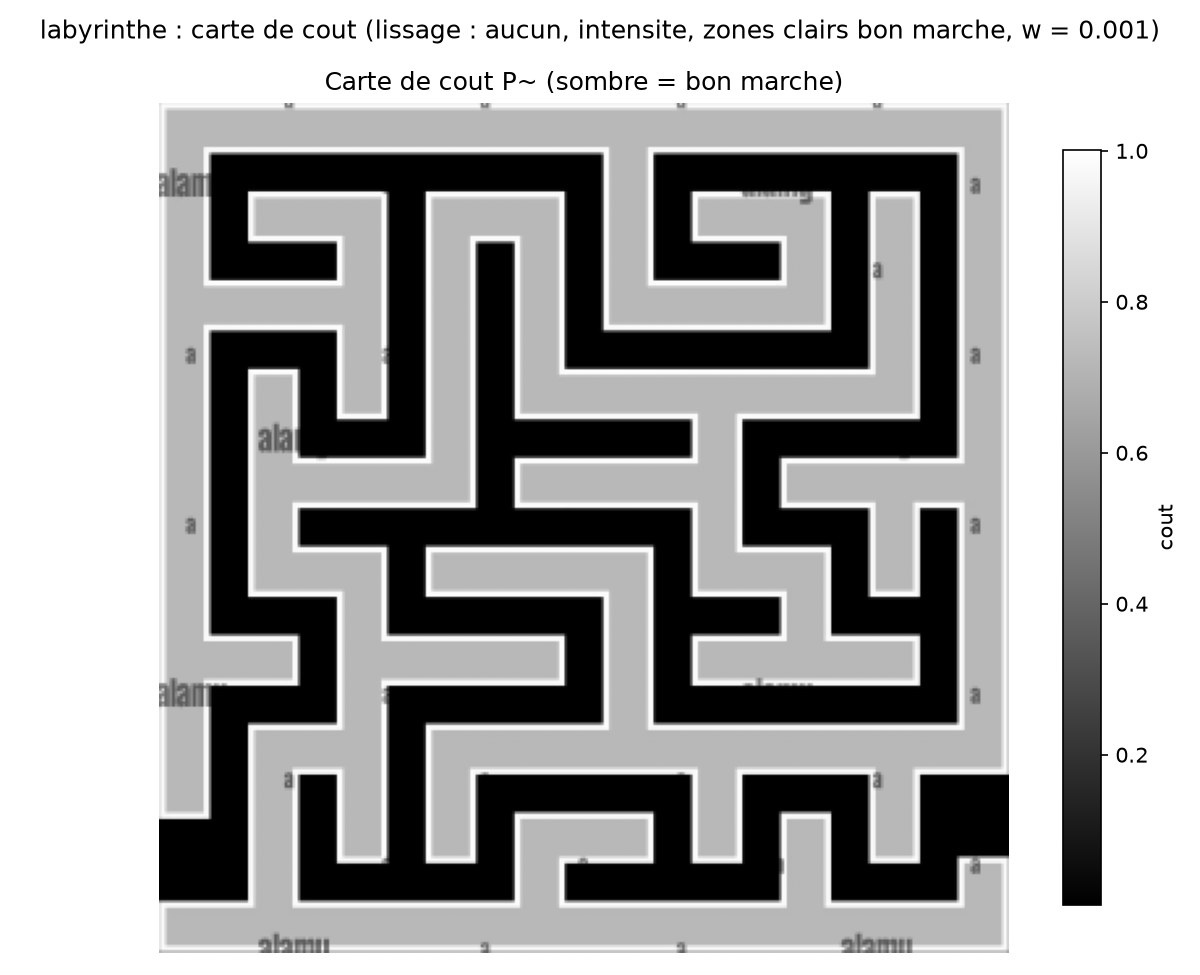 labyrinthe : carte de cout (lissage : aucun, intensite, zones clairs bon marche, w = 0.001)
Carte de cout P~ (sombre = bon marche)
1.0
0.8
0.6
0.4
0.2
cout